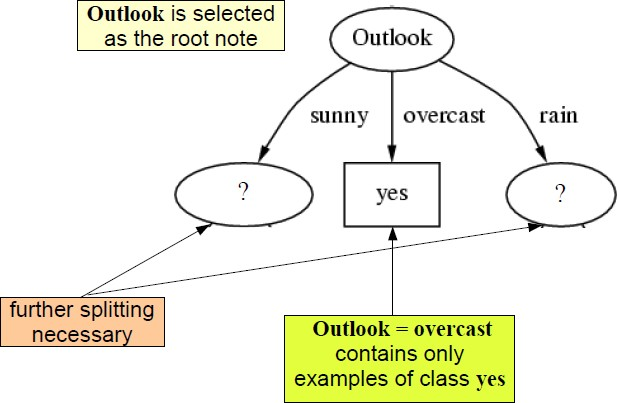 Outlook is selected
as the root note
Outlook
sunny
overcast
rain
?
yes
?
further splitting
necessary
Outlook = overcast
contains only
examples of class yes